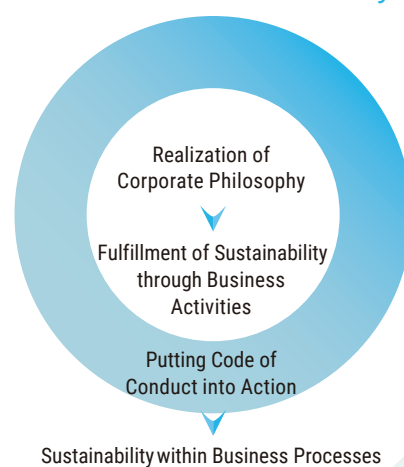 Realization of
Corporate Philosophy
Fulfillment of Sustainability
through Business
Activities
Putting Code of
Conduct into Action
Sustainability within Business Processes